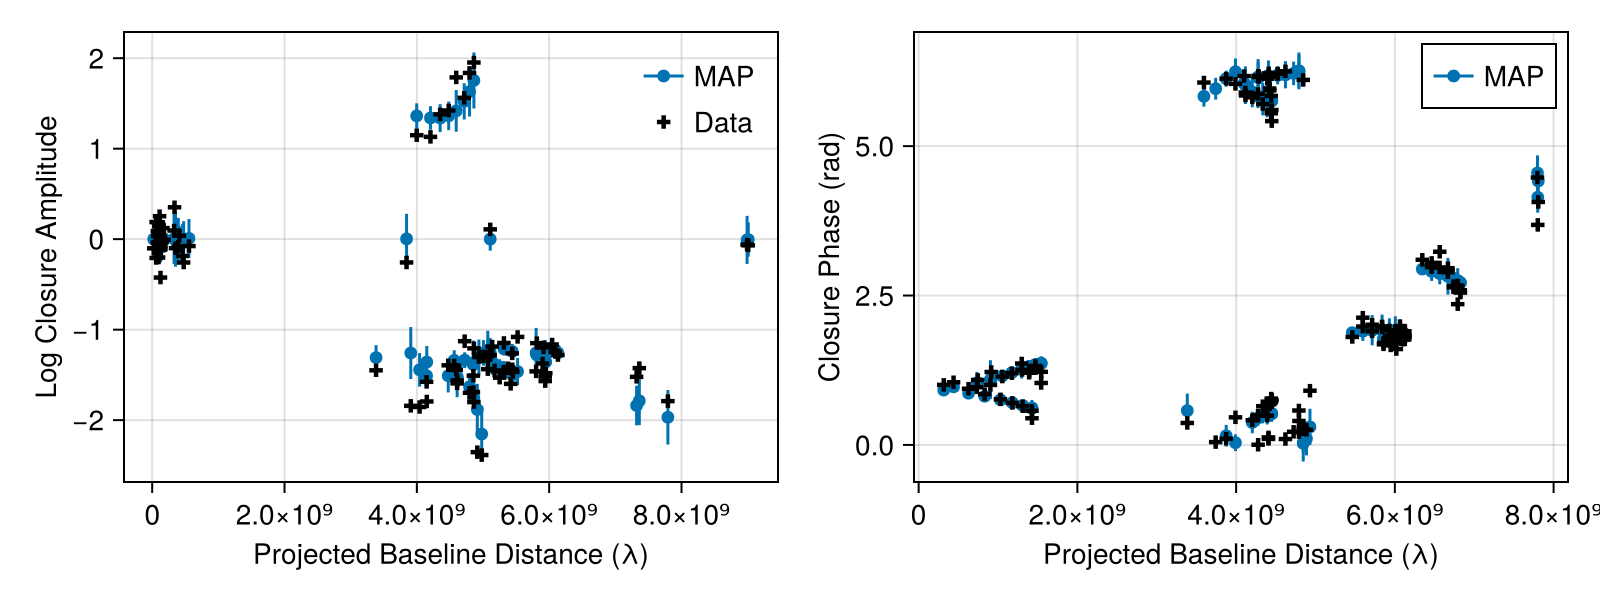 Log Closure Amplitude
2
1
0
−1
−2
MAP
Data
0
2.0×10⁹
4.0×10⁹
6.0×10⁹
8.0×10⁹
Projected Baseline Distance (λ)
Closure Phase (rad)
5.0
2.5
0.0
MAP
0
2.0×10⁹
4.0×10⁹
6.0×10⁹
8.0×10⁹
Projected Baseline Distance (λ)